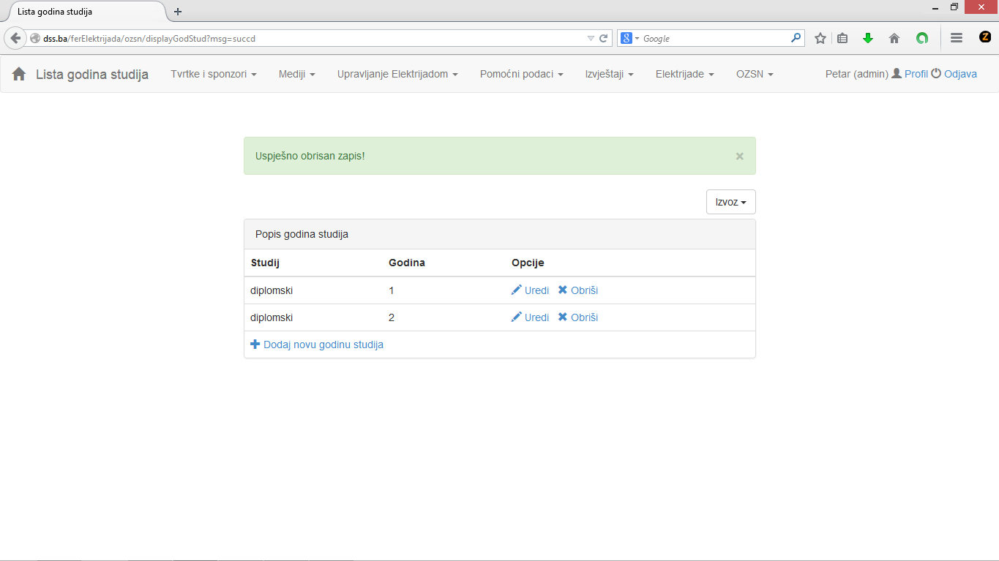 Lista godina studija
dss.ba/ferElektrijada/ozsn/displayGodStud?msg=succd
Google
Lista godina studija Tvrtke i sponzori Mediji Upravljanje Elektrijadom Pomoćni podaci Izvještaji Elektrijade OZSN Petar (admin) Profil Odjava
Uspješno obrisan zapis!
Izvoz
Popis godina studija
Studij Godina Opcije
diplomski 1 Uredi Obriši
diplomski 2 Uredi Obriši
Dodaj novu godinu studija